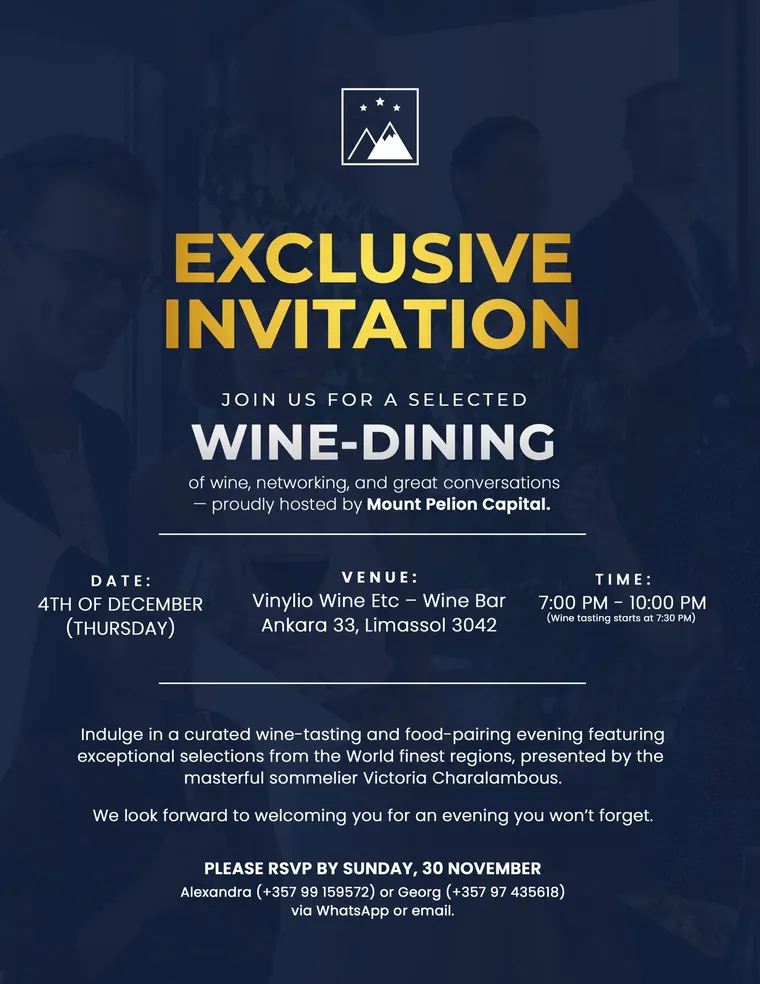 EXCLUSIVE
INVITATION
JOIN US FOR A SELECTED
WINE-DINING
of wine, networking, and great conversations
— proudly hosted by Mount Pelion Capital.
DATE:
4TH OF DECEMBER
(THURSDAY)
VENUE:
Vinylio Wine Etc – Wine Bar
Ankara 33, Limassol 3042
TIME:
7:00 PM – 10:00 PM
(Wine tasting starts at 7:30 PM)
Indulge in a curated wine-tasting and food-pairing evening featuring
exceptional selections from the World finest regions, presented by the
masterful sommelier Victoria Charalambous.
We look forward to welcoming you for an evening you won’t forget.
PLEASE RSVP BY SUNDAY, 30 NOVEMBER
Alexandra (+357 99 159572) or Georg (+357 97 435618)
via WhatsApp or email.